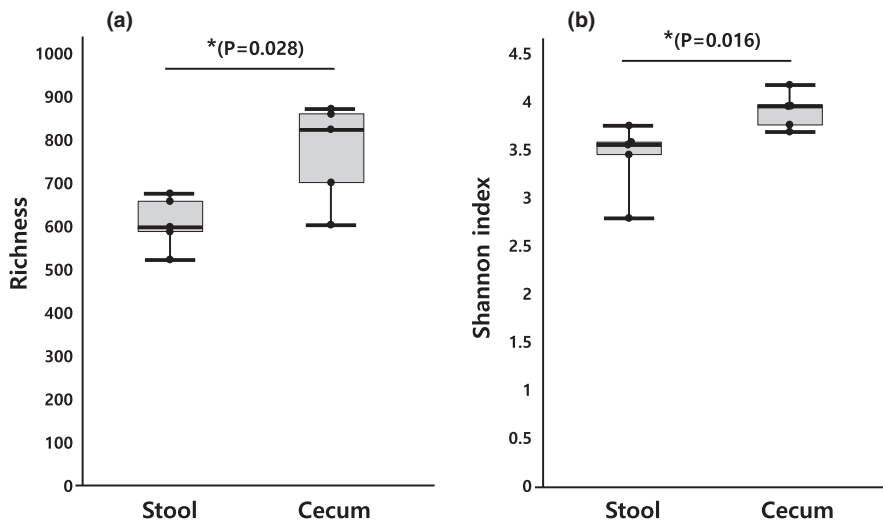 (a)
*(P=0.028)
Richness
1000
900
800
700
600
500
400
300
200
100
0
Stool Cecum
(b)
*(P=0.016)
Shannon index
4.5
4
3.5
3
2.5
2
1.5
1
0.5
0
Stool Cecum